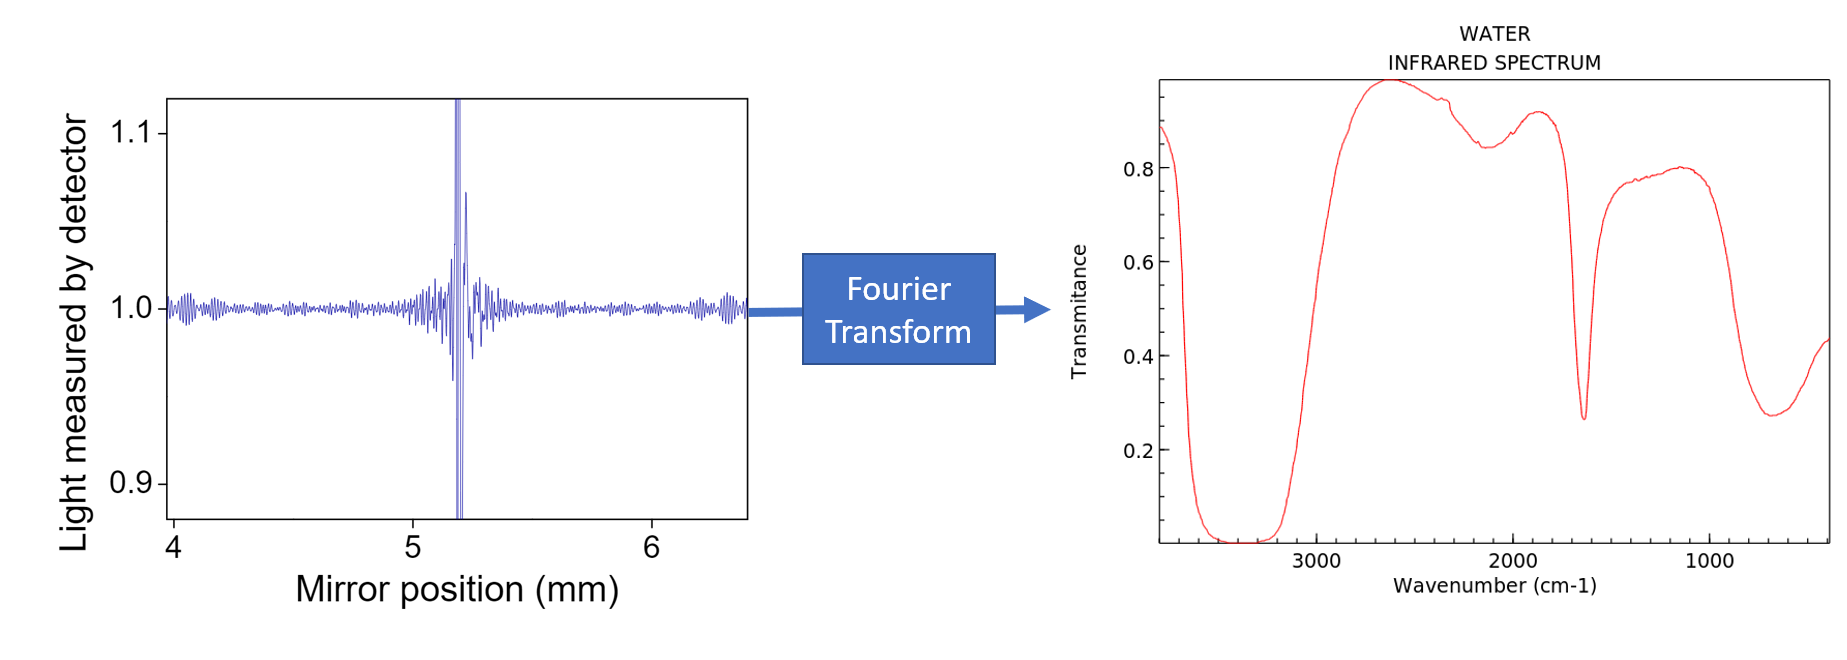 Light measured by detector
1.1
1.0
0.9
4
5
6
Mirror position (mm)
Fourier
Transform
WATER
INFRARED SPECTRUM
Transmitance
0.8
0.6
0.4
0.2
3000
2000
1000
Wavenumber (cm-1)